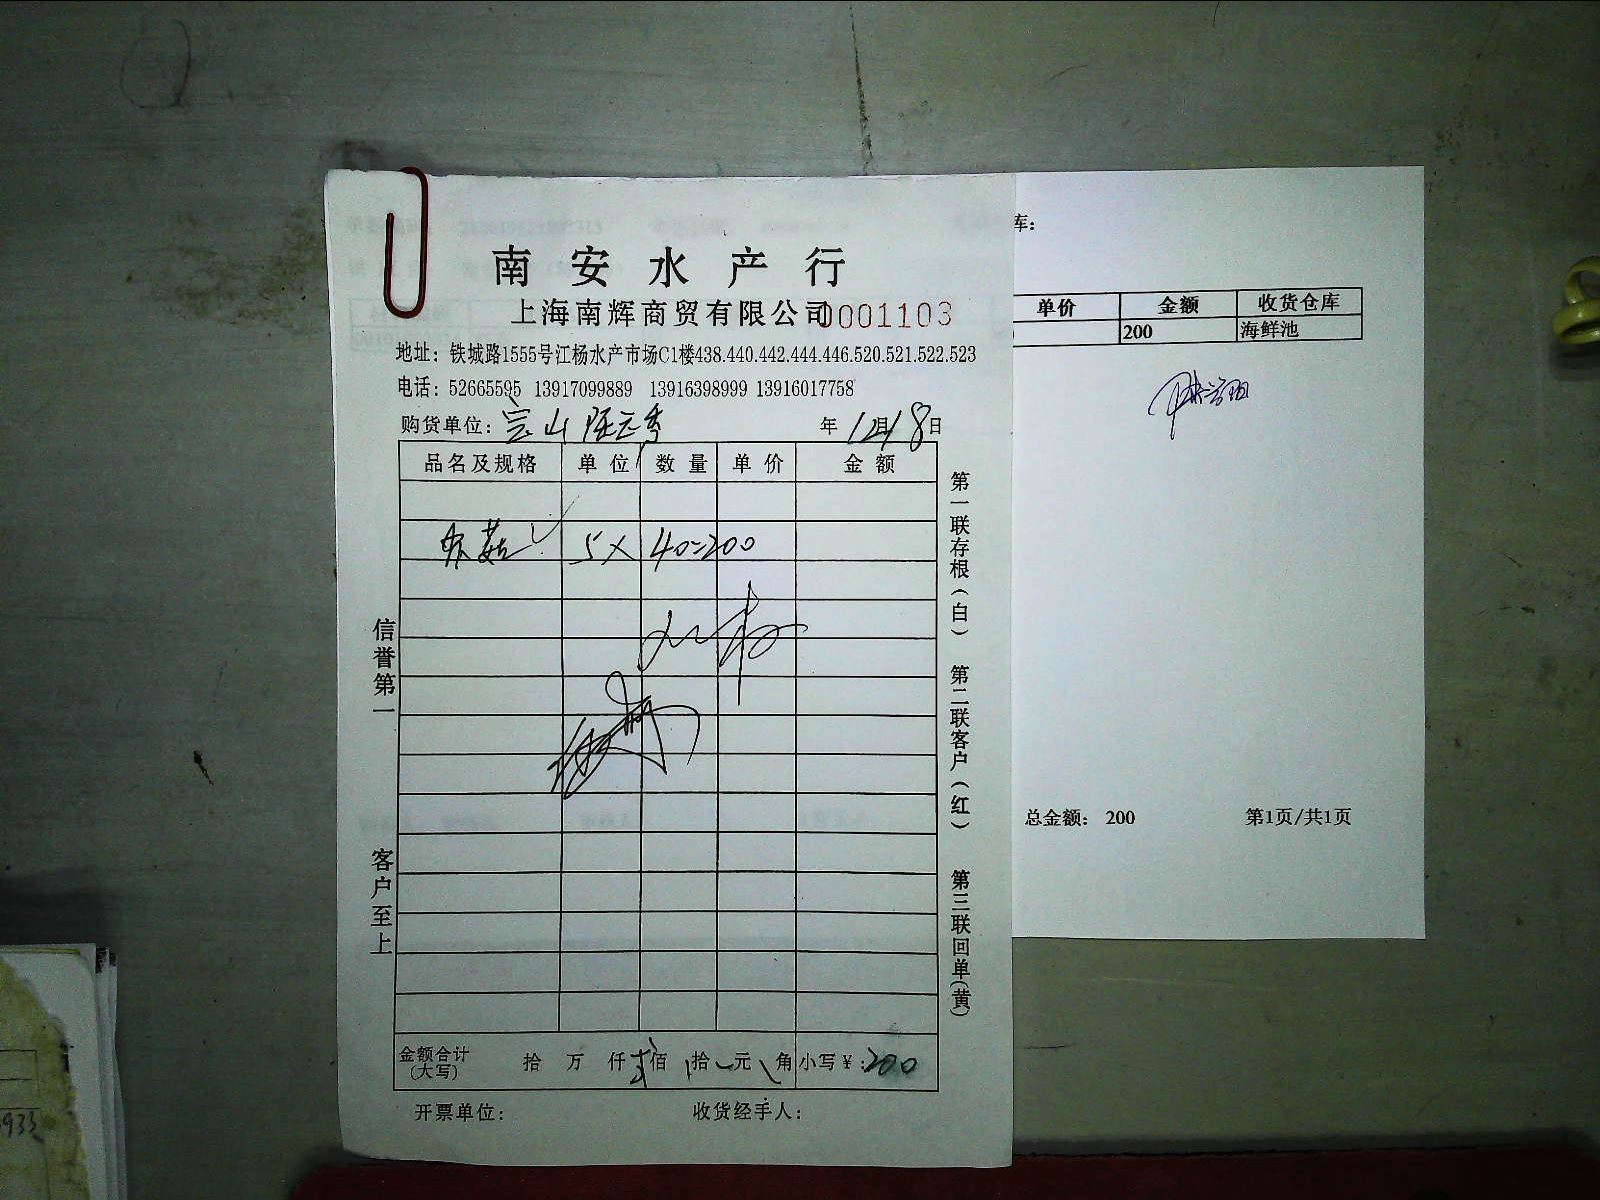 南安水产行
上海南辉商贸有限公司 0001103
地址：铁城路1555号江杨水产市场C1楼438.440.442.444.446.520.521.522.523
电话：52665595 13917099889 13916398999 13916017758
购货单位：
年12月18日
品名及规格 单位 数量 单价 金额
5×40=200
信誉第一 客户至上
第一联存根（白） 第二联客户（红） 第三联回单（黄）
金额合计（大写） 拾 万 仟 佰 拾 元 角 小写￥：200
开票单位： 收货经手人：
库：
单价 金额 收货仓库
200 海鲜池
总金额： 200 第1页/共1页
933